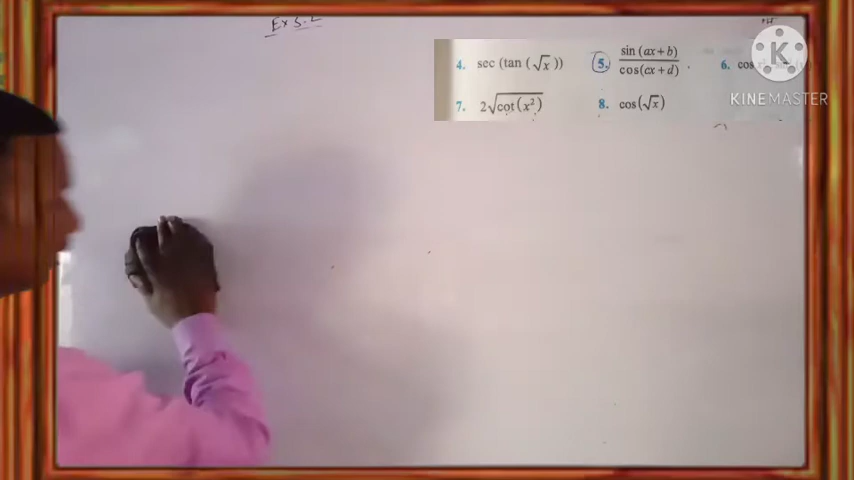 Ex 5.2
4. sec (tan (√x)) 5. sin (ax+b) / cos (cx+d) 6. cos
7. 2√cot(x²) 8. cos(√x)
KINEMASTER